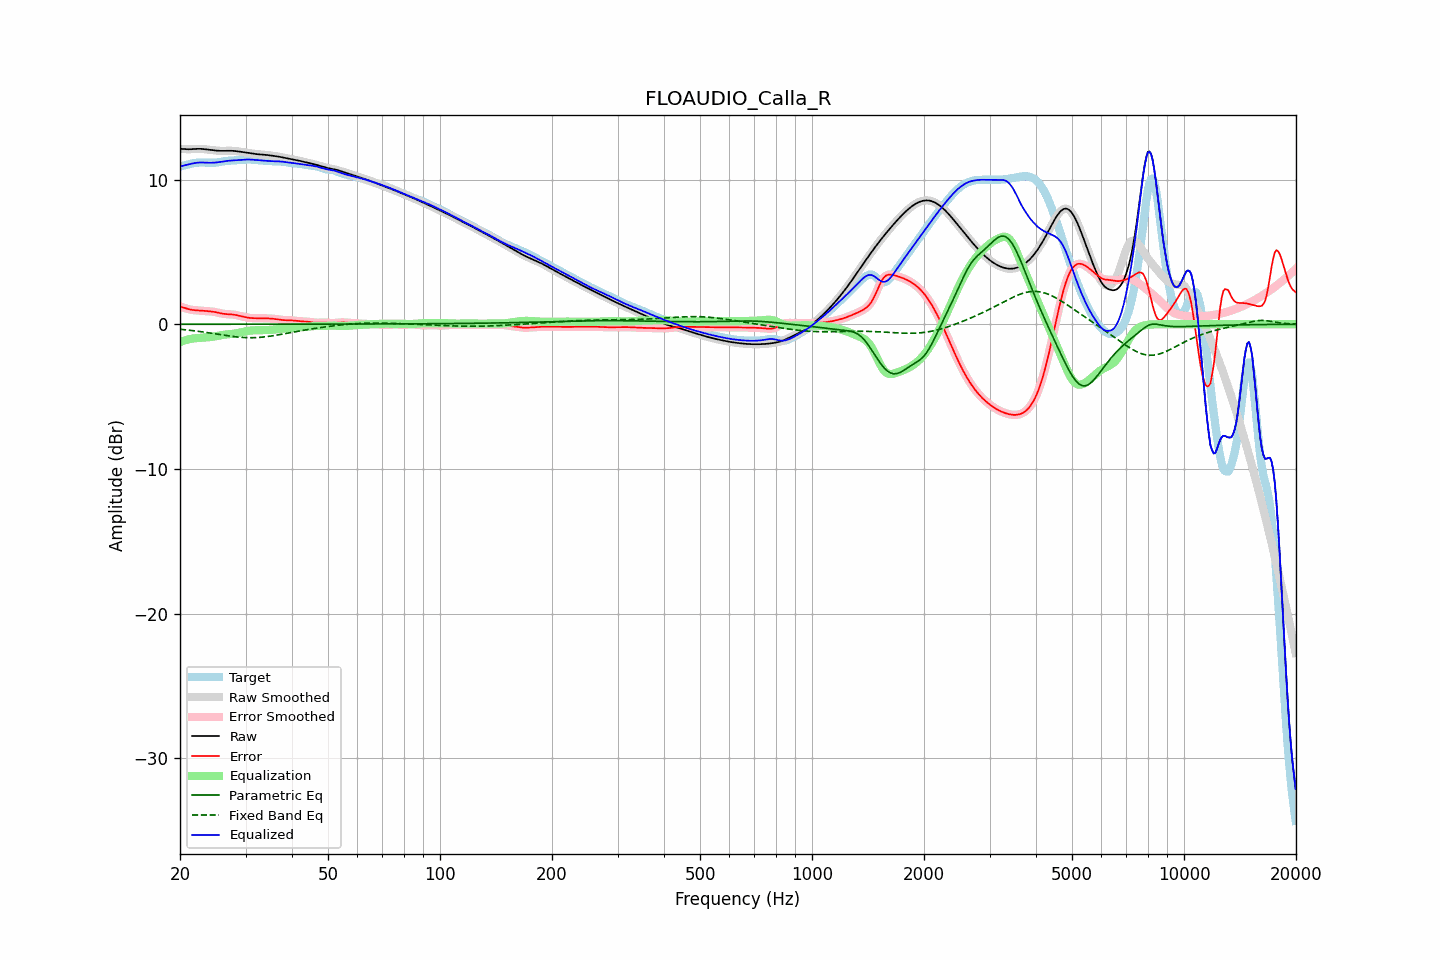 FLOAUDIO_Calla_R
Amplitude (dBr)
10
0
−10
−20
−30
Target
Raw Smoothed
Error Smoothed
Raw
Error
Equalization
Parametric Eq
Fixed Band Eq
Equalized
20 50 100 200 500 1000 2000 5000 10000 20000
Frequency (Hz)